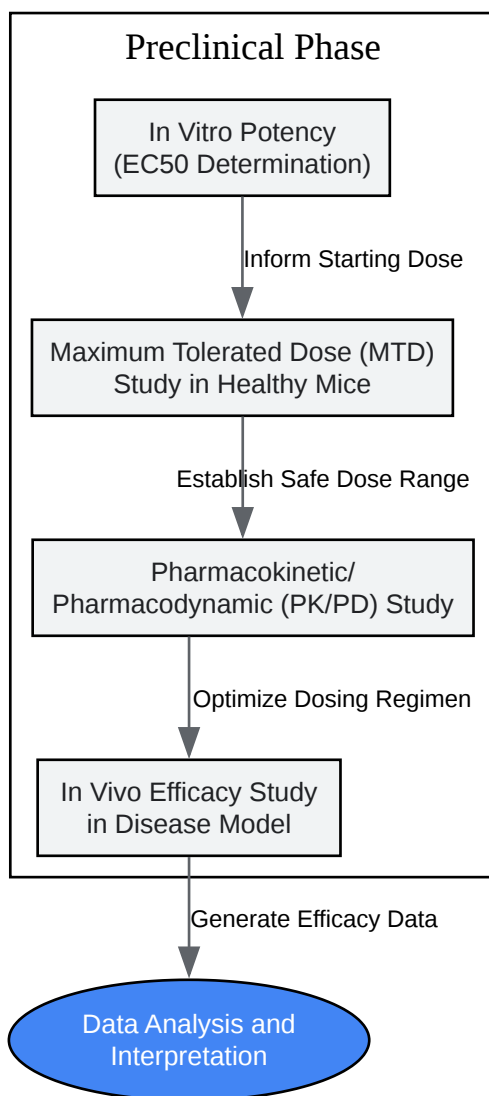 Preclinical Phase
In Vitro Potency
(EC50 Determination)
Inform Starting Dose
Maximum Tolerated Dose (MTD)
Study in Healthy Mice
Establish Safe Dose Range
Pharmacokinetic/
Pharmacodynamic (PK/PD) Study
Optimize Dosing Regimen
In Vivo Efficacy Study
in Disease Model
Generate Efficacy Data
Data Analysis and
Interpretation